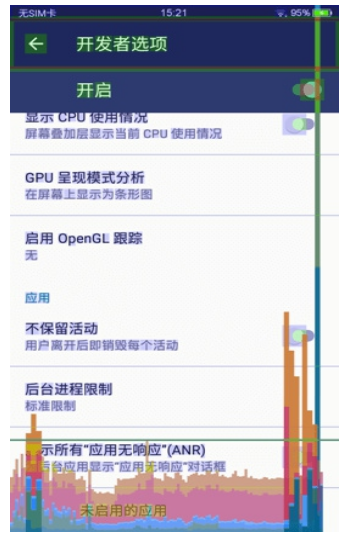 无SIM卡 15:21 95%
开发者选项
开启
显示 CPU 使用情况
屏幕叠加层显示当前 CPU 使用情况
GPU 呈现模式分析
在屏幕上显示为条形图
启用 OpenGL 跟踪
无
应用
不保留活动
用户离开后即销毁每个活动
后台进程限制
标准限制
示所有“应用无响应”(ANR)
后台应用显示“应用无响应”对话框
未启用的应用